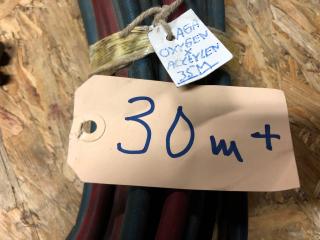 AGA
OXYGEN
X
ACETYLEN
35M
30m+